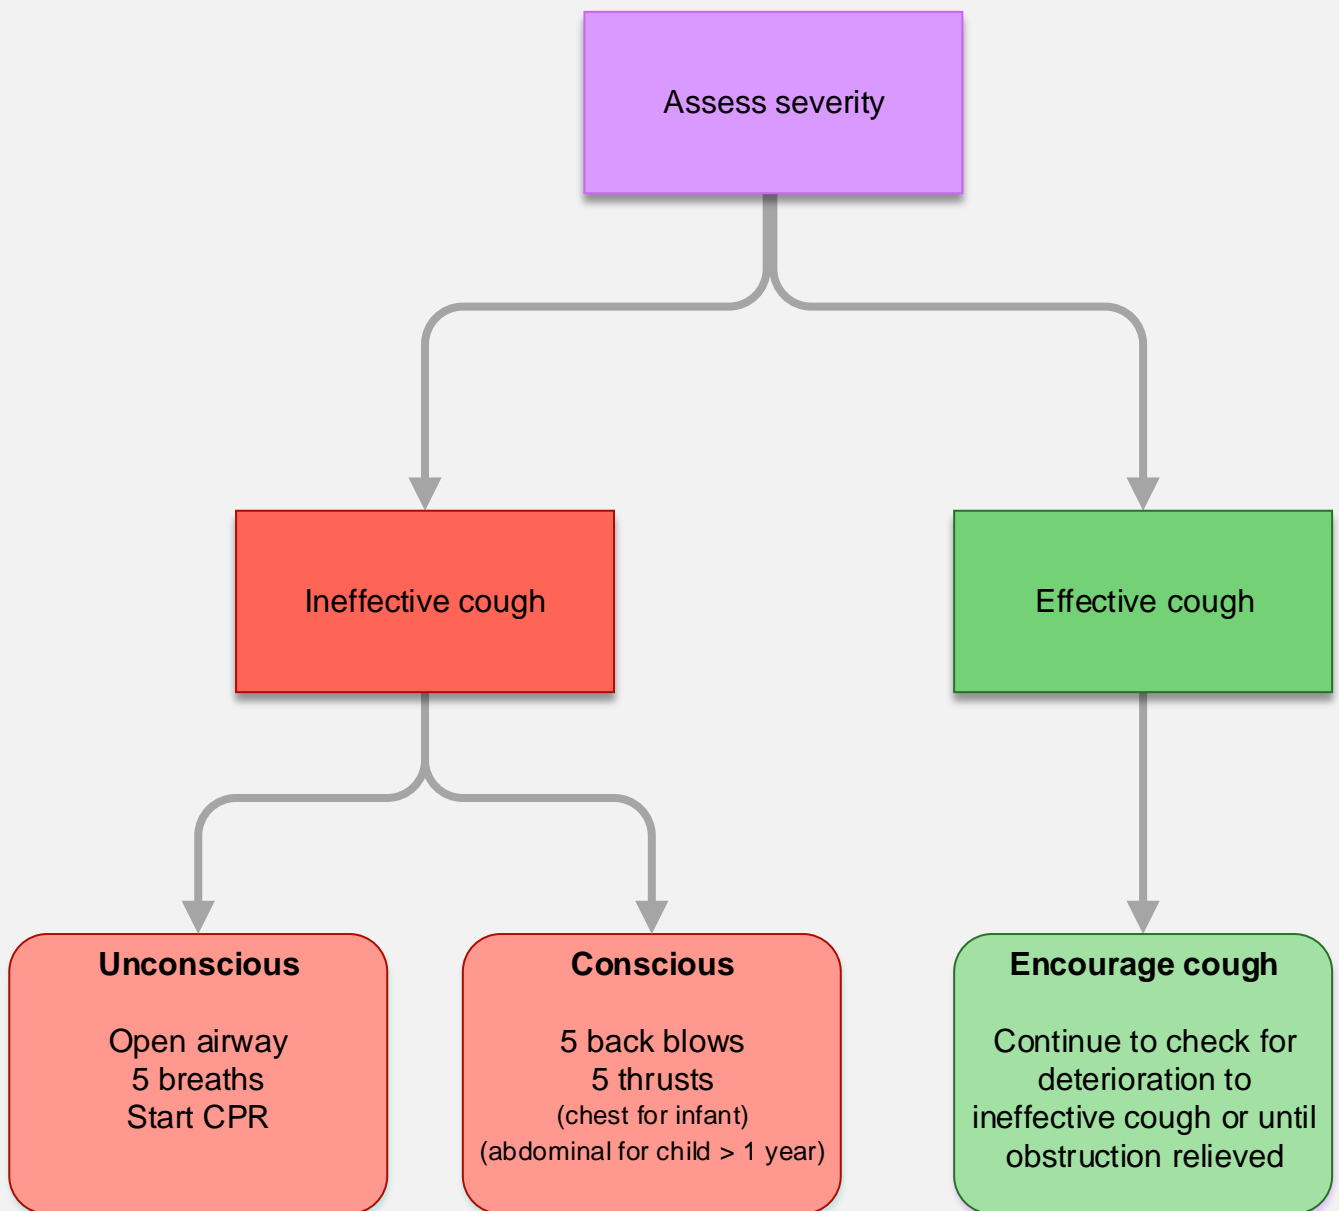 Assess severity
Ineffective cough
Effective cough
Unconscious
Open airway
5 breaths
Start CPR
Conscious
5 back blows
5 thrusts
(chest for infant)
(abdominal for child > 1 year)
Encourage cough
Continue to check for
deterioration to
ineffective cough or until
obstruction relieved